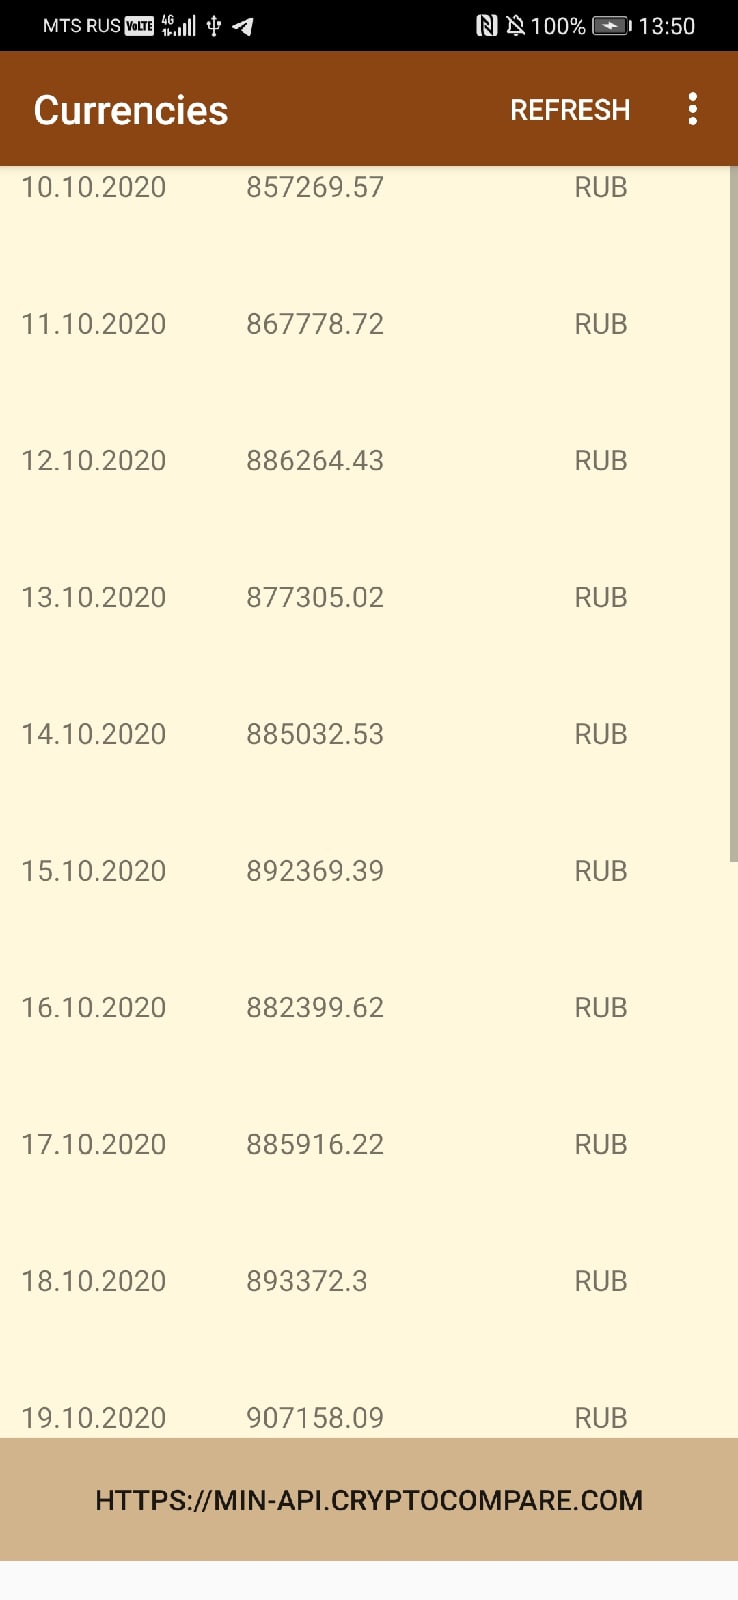 MTS RUS VoLTE 4G 100% 13:50
Currencies REFRESH
10.10.2020 857269.57 RUB
11.10.2020 867778.72 RUB
12.10.2020 886264.43 RUB
13.10.2020 877305.02 RUB
14.10.2020 885032.53 RUB
15.10.2020 892369.39 RUB
16.10.2020 882399.62 RUB
17.10.2020 885916.22 RUB
18.10.2020 893372.3 RUB
19.10.2020 907158.09 RUB
HTTPS://MIN-API.CRYPTOCOMPARE.COM